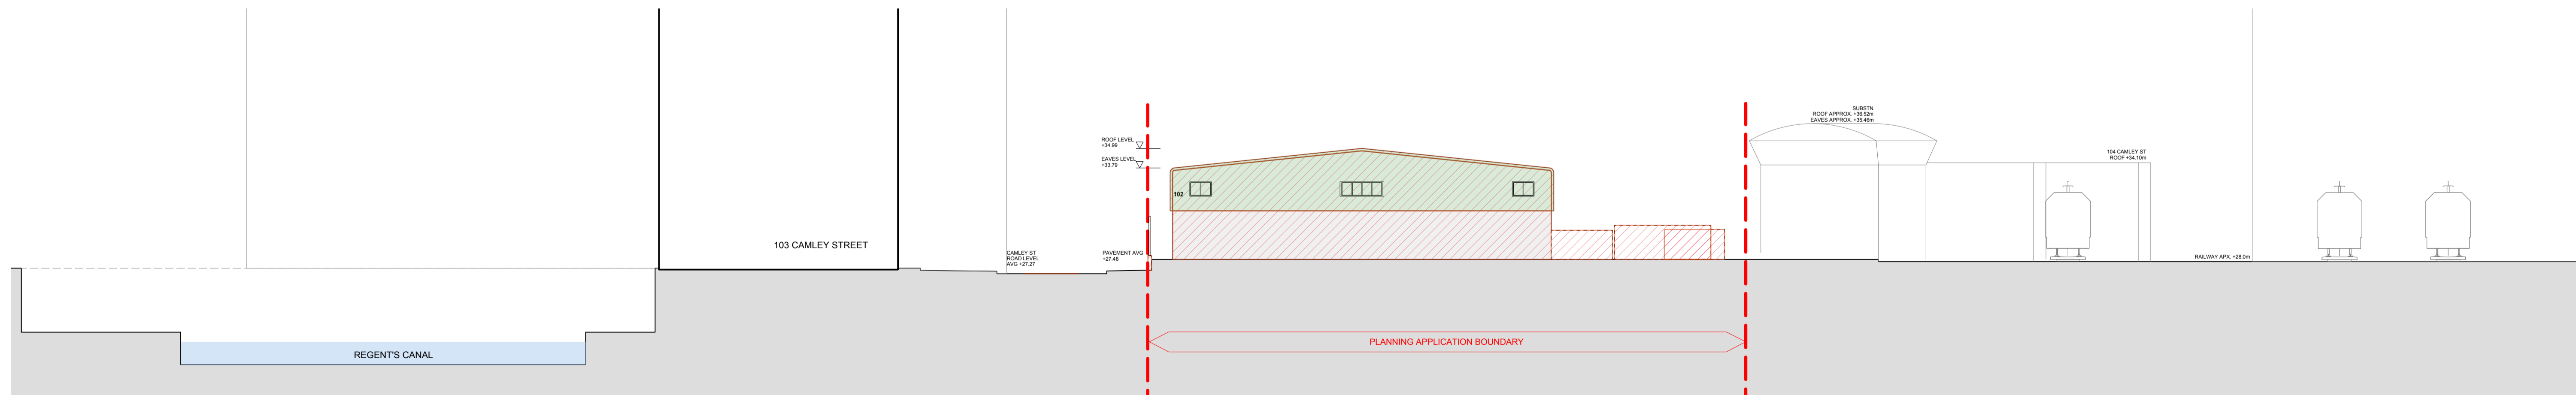 SUBSTN
ROOF APPROX. +36.52m
EAVES APPROX. +35.46m
ROOF LEVEL
+34.99
EAVES LEVEL
+33.79
104 CAMLEY ST
ROOF +34.10m
102
103 CAMLEY STREET
CAMLEY ST
ROAD LEVEL
AVG +27.27
PAVEMENT AVG
+27.48
RAILWAY APX. +28.0m
PLANNING APPLICATION BOUNDARY
REGENT'S CANAL